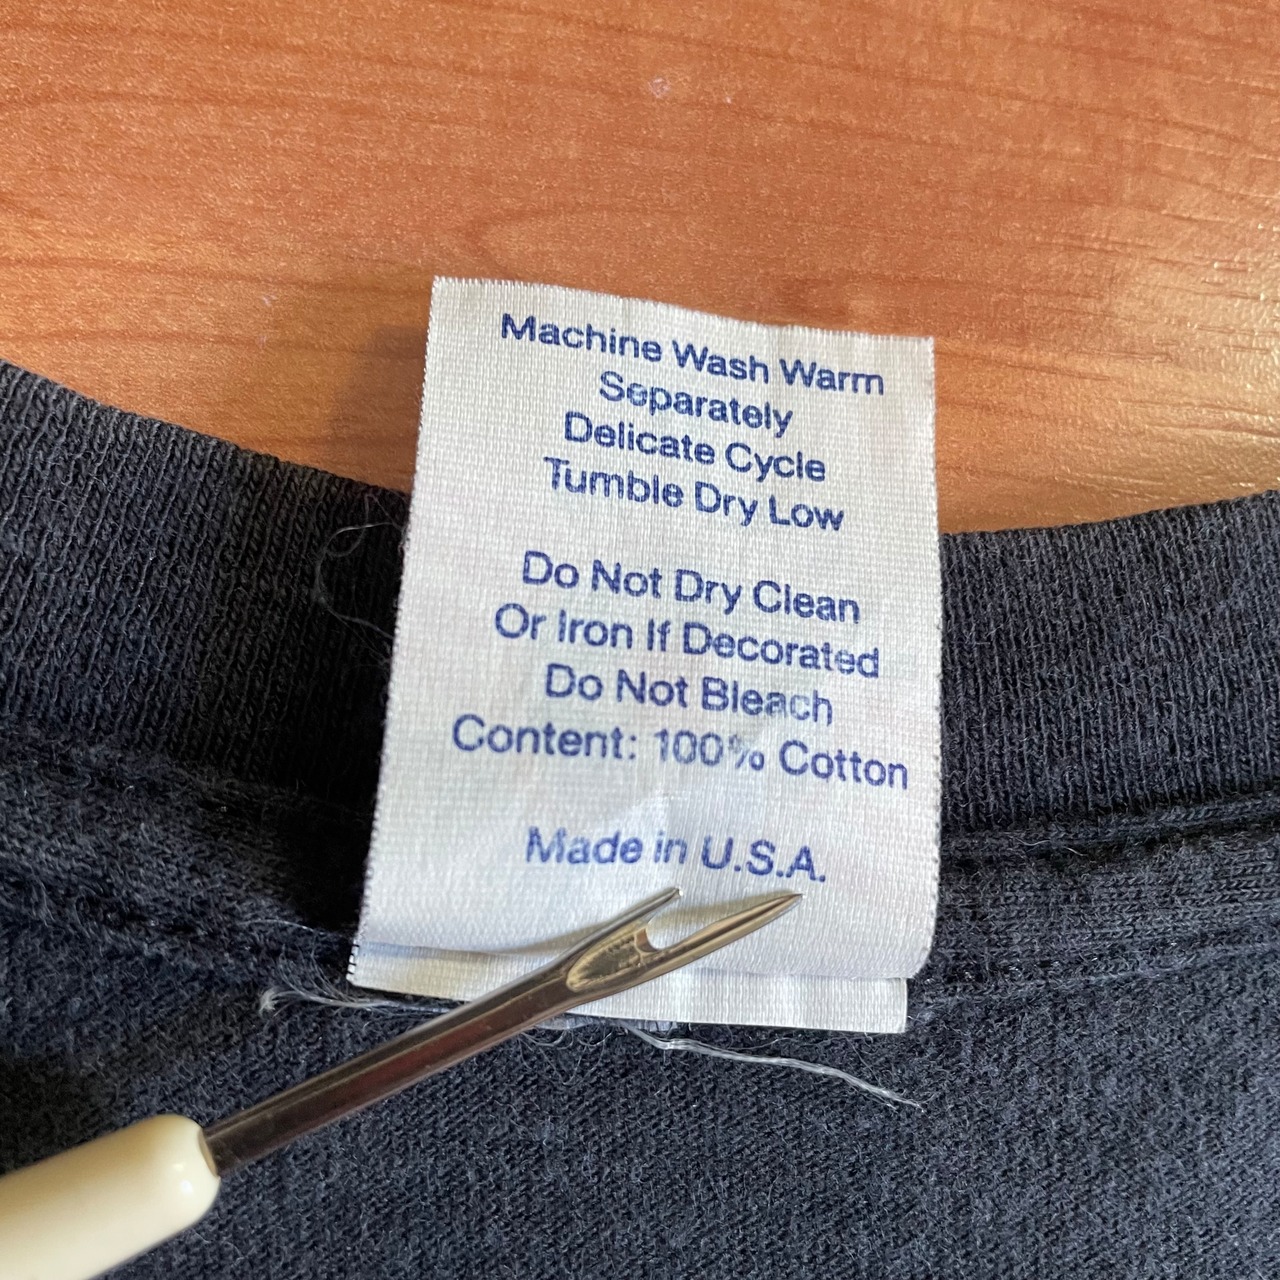 Machine Wash Warm
Separately
Delicate Cycle
Tumble Dry Low
Do Not Dry Clean
Or Iron If Decorated
Do Not Bleach
Content: 100% Cotton
Made in U.S.A.